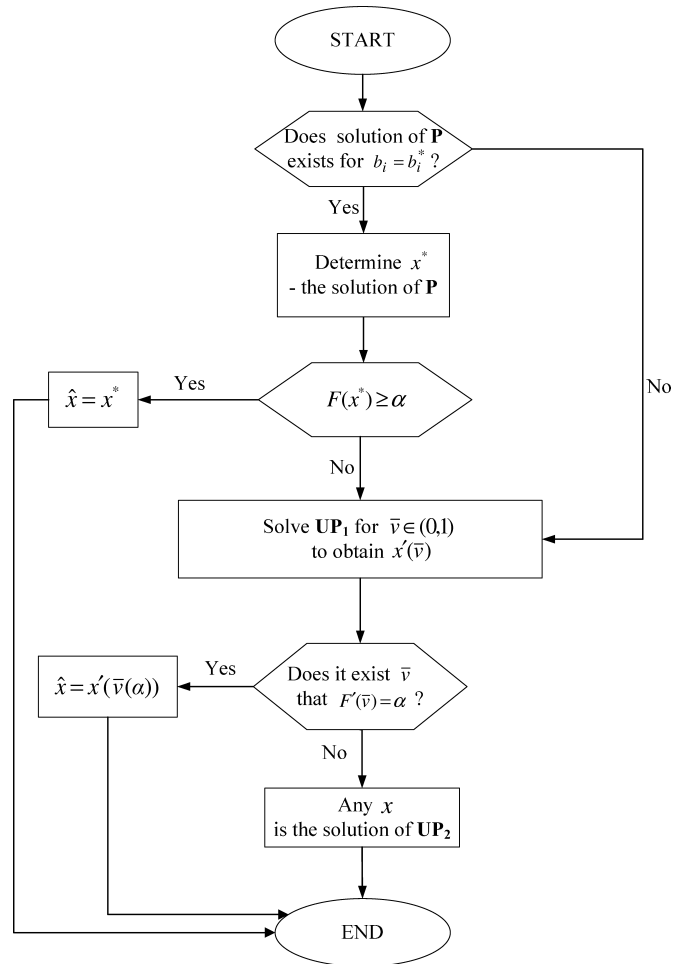 START
Does solution of P
exists for b_i = b_i^* ?
Yes
No
Determine x^*
- the solution of P
Yes
x̂ = x^*
F(x^*) ≥ α
No
Solve UP₁ for v̄ ∈ (0,1)
to obtain x′(v̄)
Yes
x̂ = x′(v̄(α))
Does it exist v̄
that F′(v̄) = α ?
No
Any x
is the solution of UP₂
END